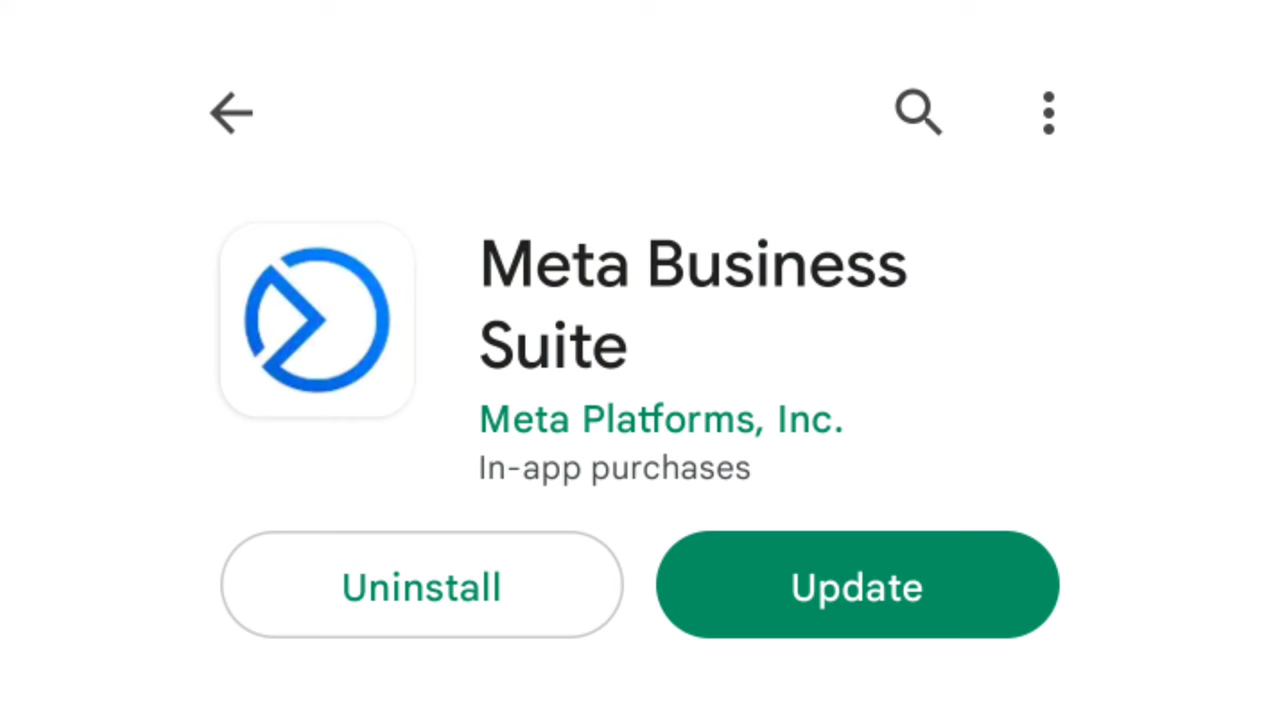 Meta Business
Suite
Meta Platforms, Inc.
In-app purchases
Uninstall
Update